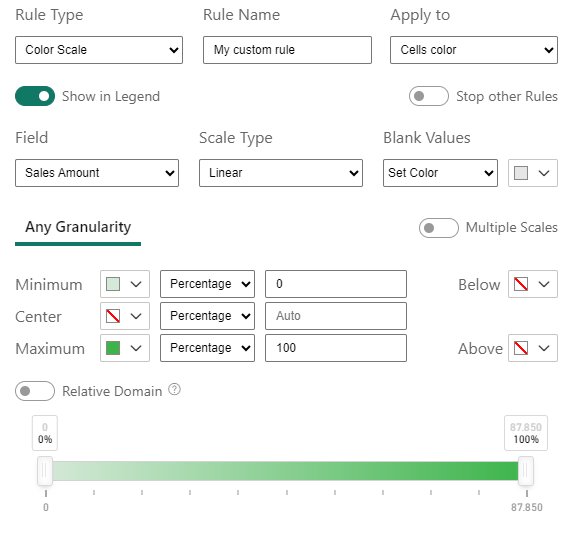 Rule Type Rule Name Apply to
Color Scale My custom rule Cells color
Show in Legend Stop other Rules
Field Scale Type Blank Values
Sales Amount Linear Set Color
Any Granularity Multiple Scales
Minimum Percentage 0 Below
Center Percentage Auto
Maximum Percentage 100 Above
Relative Domain ?
0 87.850
0% 100%
0 87.850